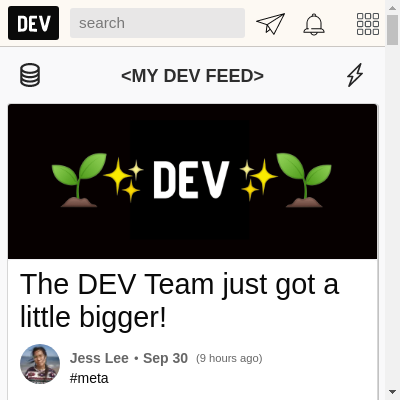 DEV
search
<MY DEV FEED>
DEV
The DEV Team just got a
little bigger!
Jess Lee • Sep 30 (9 hours ago)
#meta